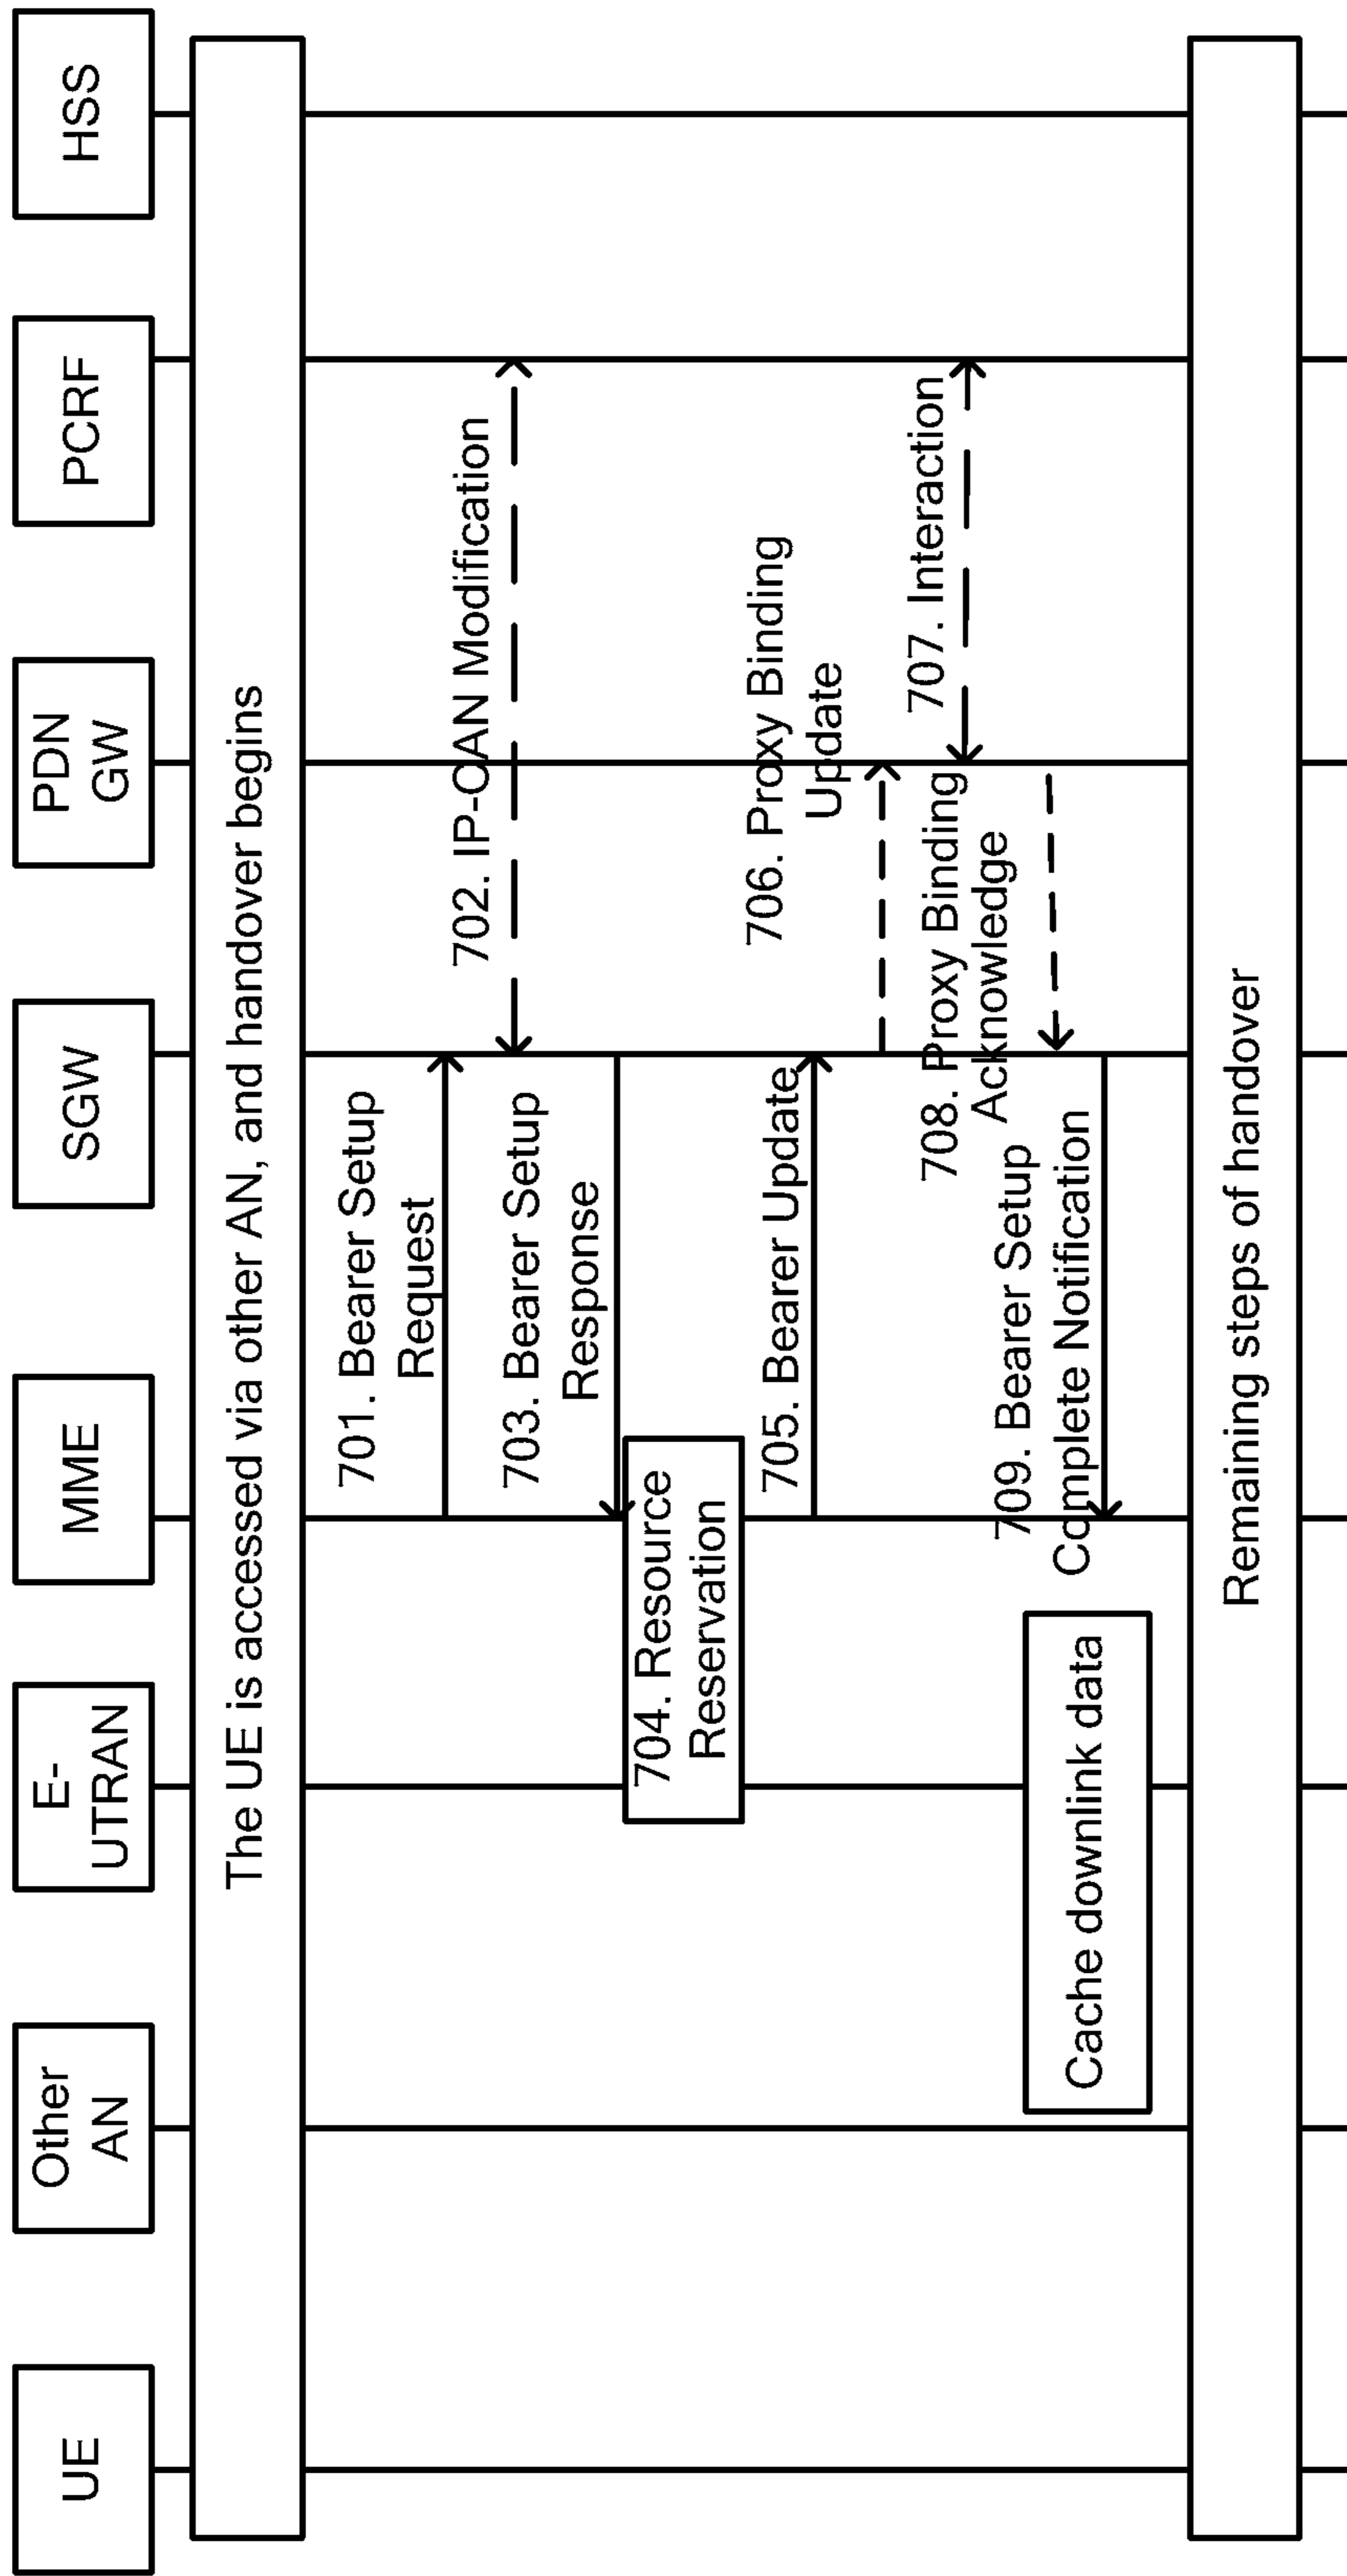 UE
Other
AN
E-
UTRAN
MME
SGW
PDN
GW
PCRF
HSS
The UE is accessed via other AN, and handover begins
701. Bearer Setup
Request
702. IP-CAN Modification
703. Bearer Setup
Response
704. Resource
Reservation
705. Bearer Update
706. Proxy Binding
Update
707. Interaction
708. Proxy Binding
Acknowledge
709. Bearer Setup
Complete Notification
Cache downlink data
Remaining steps of handover